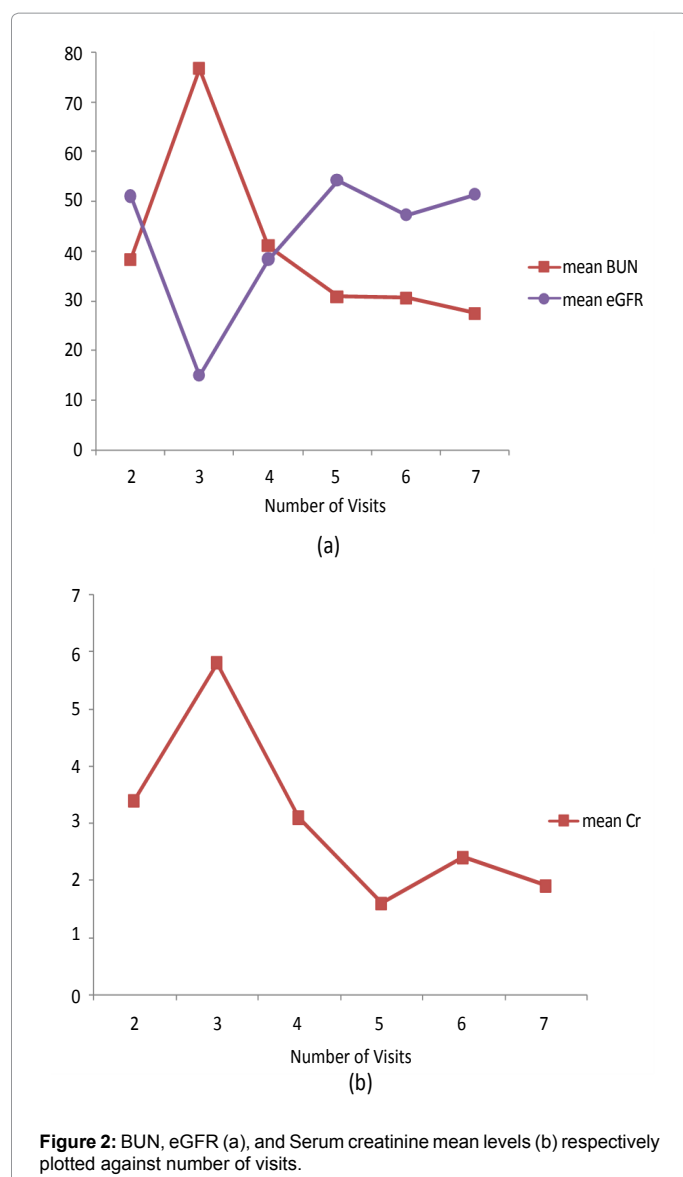 80
70
60
50
40
30
20
10
0
mean BUN
mean eGFR
2 3 4 5 6 7
Number of Visits
(a)
7
6
5
4
3
2
1
0
mean Cr
2 3 4 5 6 7
Number of Visits
(b)
Figure 2: BUN, eGFR (a), and Serum creatinine mean levels (b) respectively
plotted against number of visits.